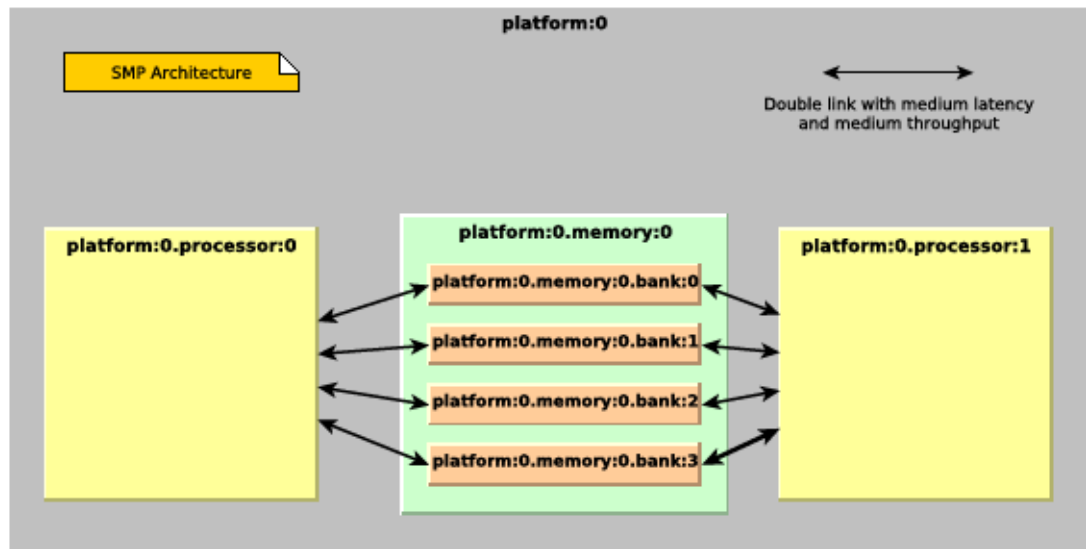 platform:0
SMP Architecture
Double link with medium latency
and medium throughput
platform:0.processor:0
platform:0.memory:0
platform:0.processor:1
platform:0.memory:0.bank:0
platform:0.memory:0.bank:1
platform:0.memory:0.bank:2
platform:0.memory:0.bank:3